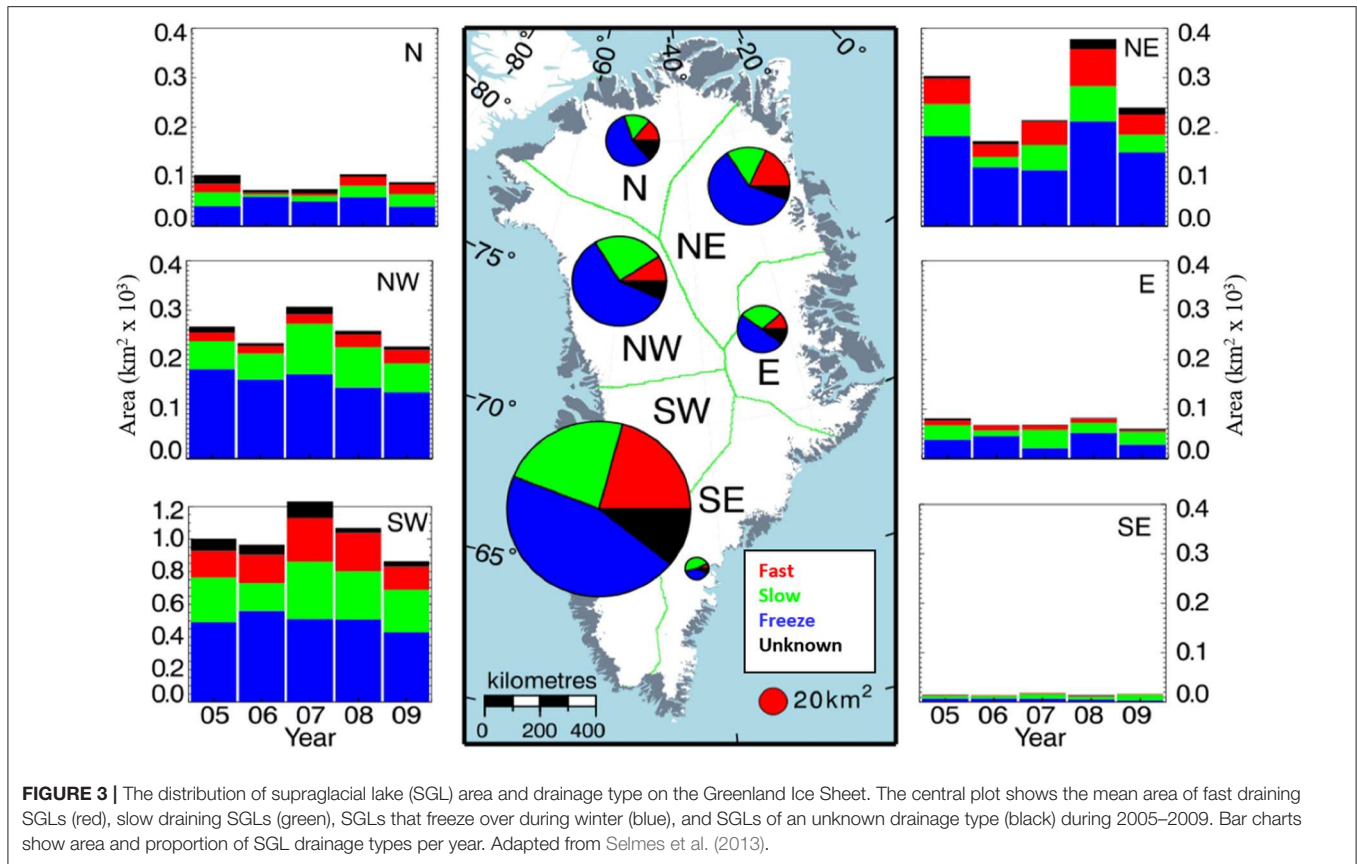 0.4
0.3
0.2
0.1
0.0
N
0.4
0.3
0.2
0.1
0.0
NW
Area (km² x 10³)
1.2
1.0
0.8
0.6
0.4
0.2
0.0
SW
05 06 07 08 09
Year
-80° -60° -40° -20° 0°
80°
75°
70°
65°
N
NE
NW
E
SW
SE
Fast
Slow
Freeze
Unknown
20km²
kilometres
0 200 400
NE
0.4
0.3
0.2
0.1
0.0
E
0.4
0.3
0.2
0.1
0.0
Area (km² x 10³)
SE
0.4
0.3
0.2
0.1
0.0
05 06 07 08 09
Year
FIGURE 3 | The distribution of supraglacial lake (SGL) area and drainage type on the Greenland Ice Sheet. The central plot shows the mean area of fast draining
SGLs (red), slow draining SGLs (green), SGLs that freeze over during winter (blue), and SGLs of an unknown drainage type (black) during 2005–2009. Bar charts
show area and proportion of SGL drainage types per year. Adapted from Selmes et al. (2013).